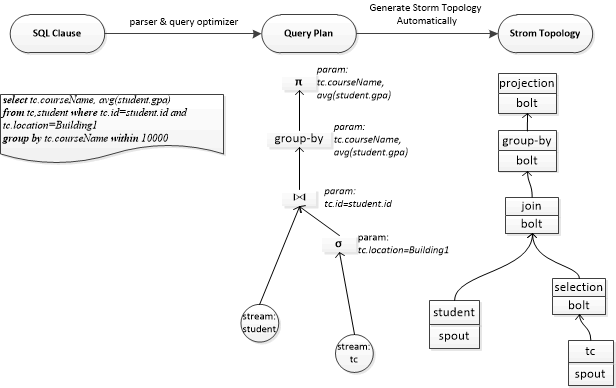 SQL Clause
parser & query optimizer
Query Plan
Generate Storm Topology
Automatically
Strom Topology
select tc.courseName, avg(student.gpa)
from tc,student where tc.id=student.id and
tc.location=Building1
group by tc.courseName within 10000
π
param:
tc.courseName,
avg(student.gpa)
group-by
param:
tc.courseName,
avg(student.gpa)
|⋈|
param:
tc.id=student.id
σ
param:
tc.location=Building1
stream:
student
stream:
tc
projection
bolt
group-by
bolt
join
bolt
selection
bolt
student
spout
tc
spout